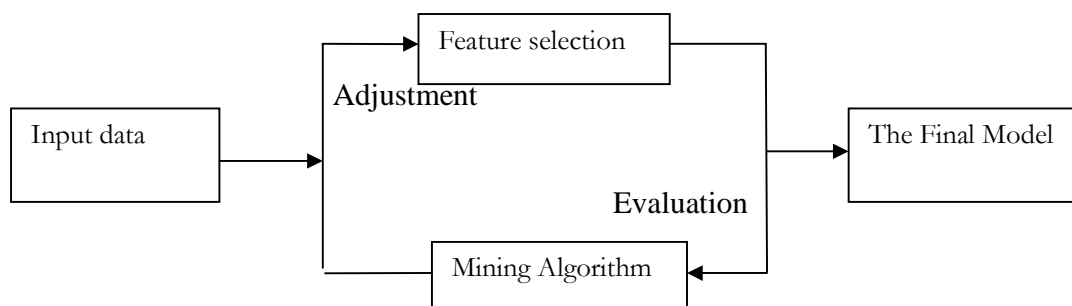 Feature selection
Adjustment
Input data
The Final Model
Evaluation
Mining Algorithm